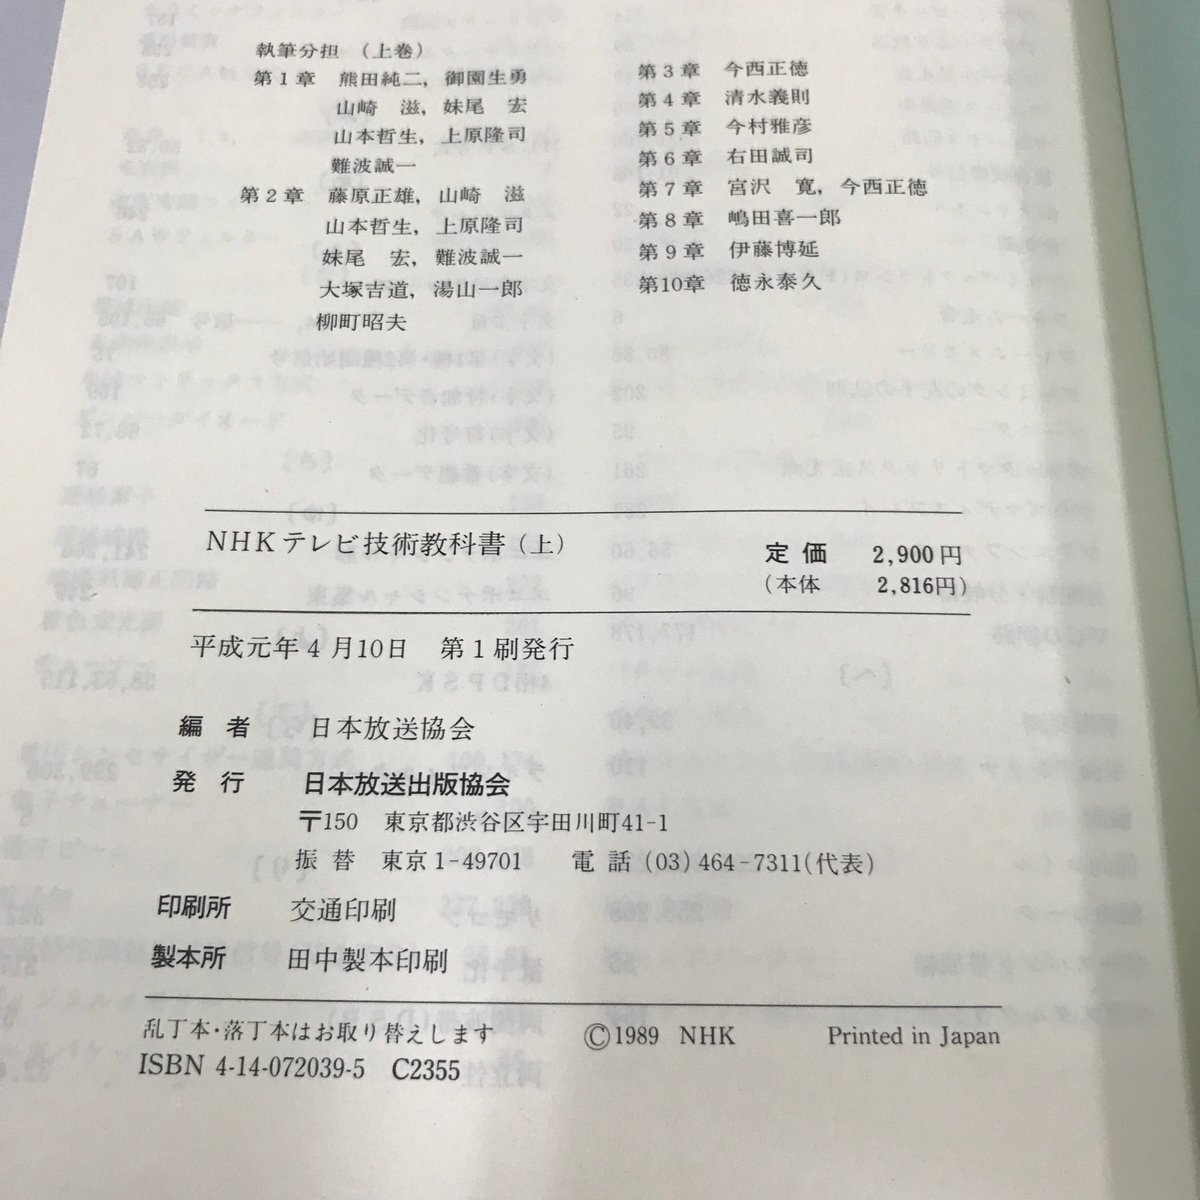 執筆分担 (上巻)
第1章 熊田純二, 御園生勇
山崎 滋, 妹尾 宏
山本哲生, 上原隆司
難波誠一
第2章 藤原正雄, 山崎 滋
山本哲生, 上原隆司
妹尾 宏, 難波誠一
大塚吉道, 湯山一郎
柳町昭夫
第3章 今西正徳
第4章 清水義則
第5章 今村雅彦
第6章 右田誠司
第7章 宮沢 寛, 今西正徳
第8章 嶋田喜一郎
第9章 伊藤博延
第10章 徳永泰久
NHKテレビ技術教科書(上)
定価 2,900円
(本体 2,816円)
平成元年4月10日 第1刷発行
編者 日本放送協会
発行 日本放送出版協会
〒150 東京都渋谷区宇田川町41-1
振替 東京1-49701 電話(03)464-7311(代表)
印刷所 交通印刷
製本所 田中製本印刷
乱丁本・落丁本はお取り替えします ©1989 NHK Printed in Japan
ISBN 4-14-072039-5 C2355